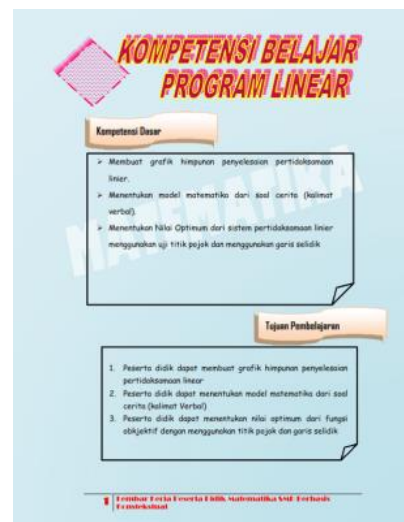 KOMPETENSI BELAJAR
PROGRAM LINEAR
Kompetensi Dasar
➤ Membuat grafik himpunan penyelesaian pertidaksamaan
linier.
➤ Menentukan model matematika dari soal cerita (kalimat
verbal).
➤ Menentukan Nilai Optimum dari sistem pertidaksamaan linier
menggunakan uji titik pojok dan menggunakan garis selidik
MATEMATIKA
Tujuan Pembelajaran
1. Peserta didik dapat membuat grafik himpunan penyelesaian
pertidaksamaan linear
2. Peserta didik dapat menentukan model matematika dari soal
cerita (kalimat Verbal)
3. Peserta didik dapat menentukan nilai optimum dari fungsi
obkjektif dengan menggunakan titik pojok dan garis selidik
1 Lembar Kerja Peserta Didik Matematika SMK Berbasis
Kontekstual